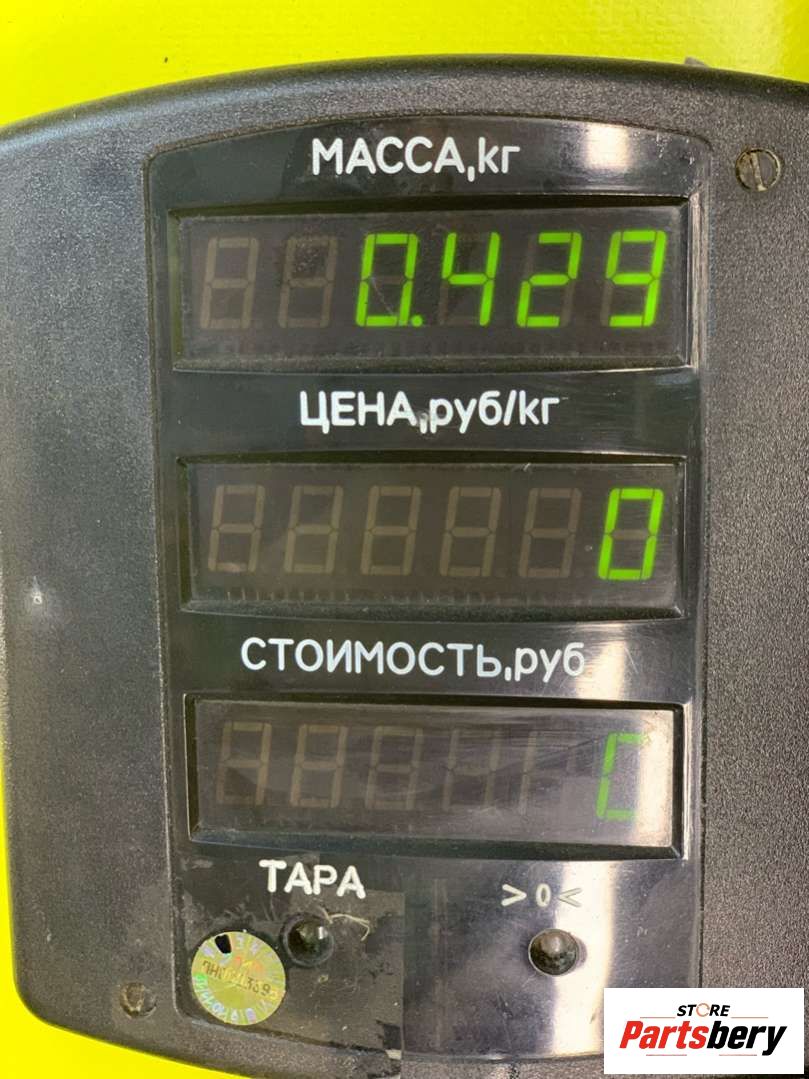 МАССА,кг
0.429
ЦЕНА,руб/кг
0
СТОИМОСТЬ,руб
ТАРА
>0<
STORE
Partsbery